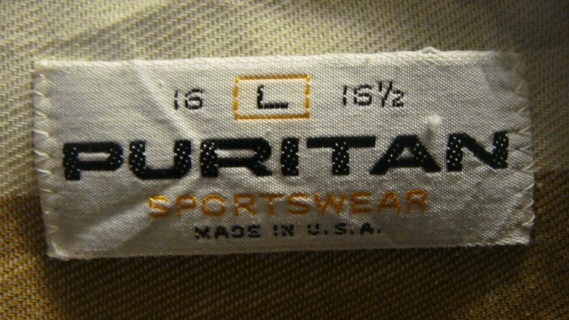 16 L 16½
PURITAN
SPORTSWEAR
MADE IN U.S.A.